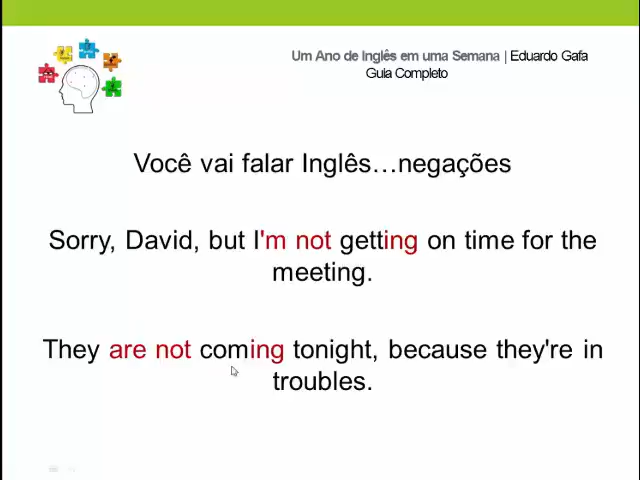 Um Ano de Inglês em uma Semana | Eduardo Gafa
Guia Completo
Você vai falar Inglês…negações
Sorry, David, but I'm not getting on time for the
meeting.
They are not coming tonight, because they're in
troubles.